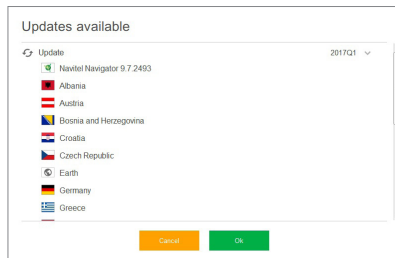 Updates available
Update 2017Q1
Navitel Navigator 9.7.2493
Albania
Austria
Bosnia and Herzegovina
Croatia
Czech Republic
Earth
Germany
Greece
Cancel Ok